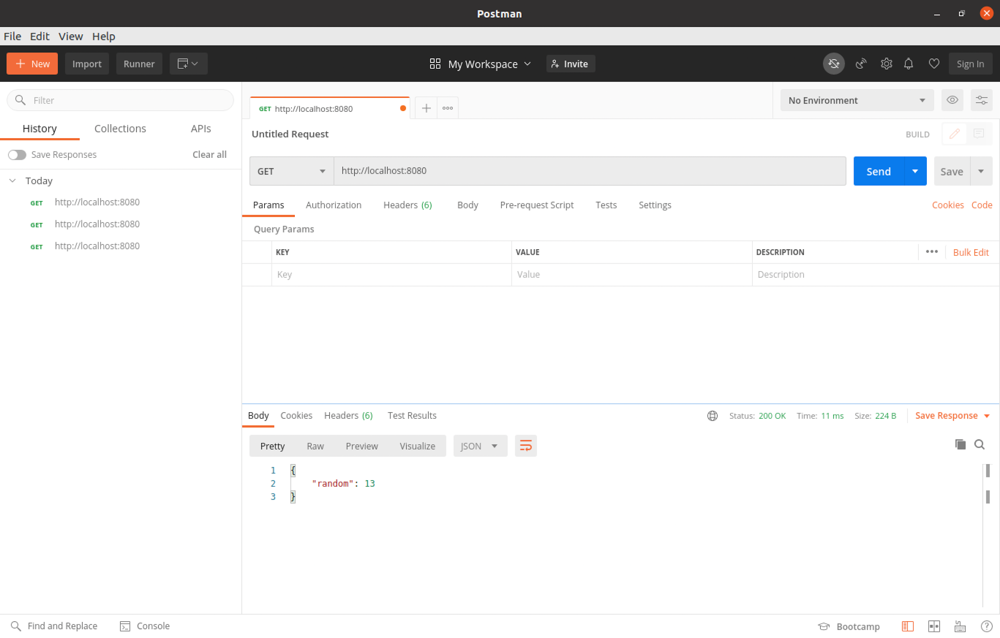 Postman
File Edit View Help
New Import Runner My Workspace Invite Sign In
Filter
History Collections APIs
Save Responses Clear all
Today
GET http://localhost:8080
GET http://localhost:8080
GET http://localhost:8080
GET http://localhost:8080
No Environment
Untitled Request
BUILD
GET http://localhost:8080 Send Save
Params Authorization Headers (6) Body Pre-request Script Tests Settings Cookies Code
Query Params
KEY VALUE DESCRIPTION ••• Bulk Edit
Key Value Description
Body Cookies Headers (6) Test Results Status: 200 OK Time: 11 ms Size: 224 B Save Response
Pretty Raw Preview Visualize JSON
1 {
2 "random": 13
3 }
Find and Replace Console Bootcamp